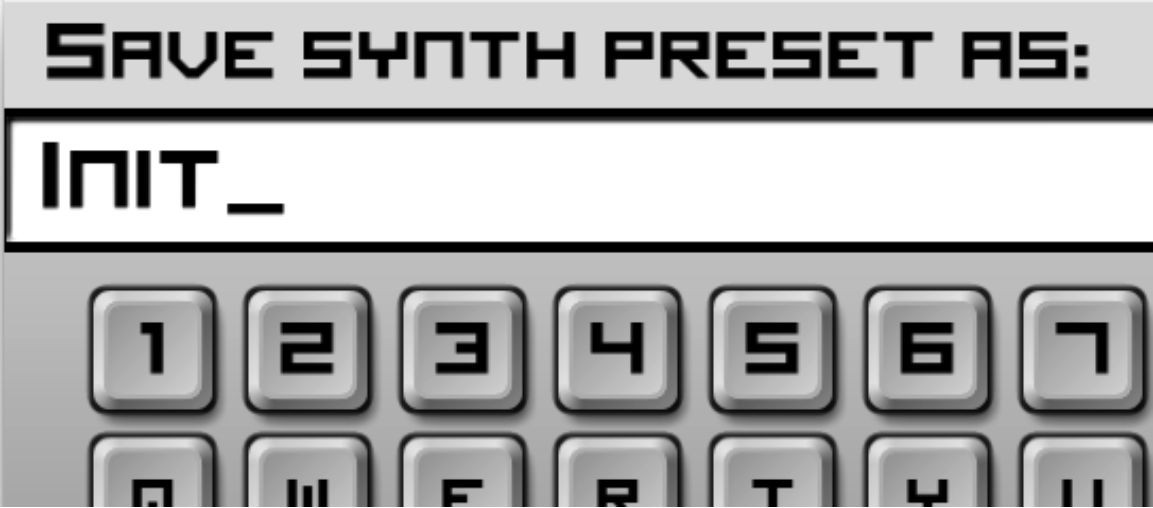 Save synth preset as:
Init_
1 2 3 4 5 6 7
Q W E R T Y U